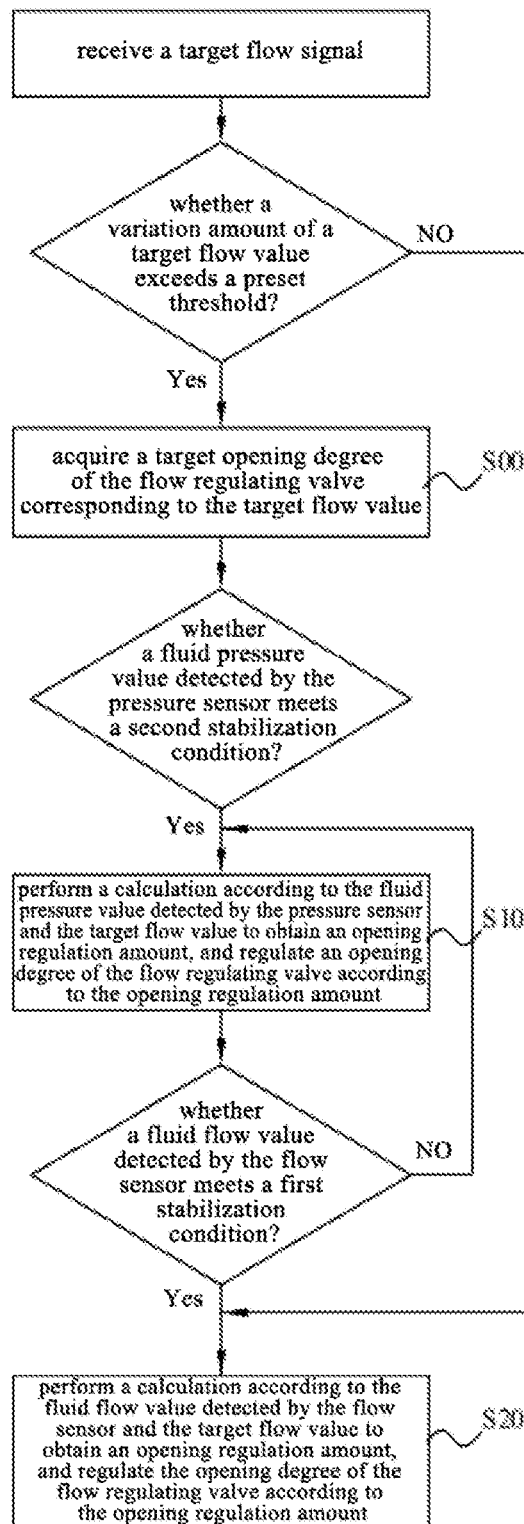 receive a target flow signal
whether a
variation amount of a
target flow value
exceeds a preset
threshold?
NO
Yes
acquire a target opening degree
of the flow regulating valve
corresponding to the target flow value
S00
whether
a fluid pressure
value detected by the
pressure sensor meets
a second stabilization
condition?
Yes
perform a calculation according to the fluid
pressure value detected by the pressure sensor
and the target flow value to obtain an opening
regulation amount, and regulate an opening
degree of the flow regulating valve according
to the opening regulation amount
S10
whether
a fluid flow value
detected by the flow
sensor meets a first
stabilization
condition?
NO
Yes
perform a calculation according to the
fluid flow value detected by the flow
sensor and the target flow value to
obtain an opening regulation amount,
and regulate the opening degree of the
flow regulating valve according to
the opening regulation amount
S20